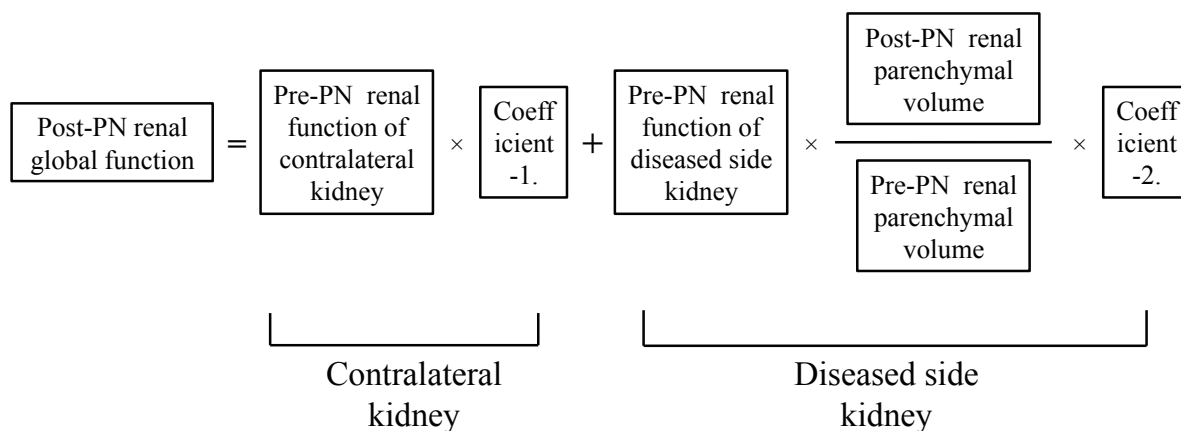 Post-PN renal
global function
=
Pre-PN renal
function of
contralateral
kidney
×
Coeff
icient
-1.
+
Pre-PN renal
function of
diseased side
kidney
×
Post-PN renal
parenchymal
volume
Pre-PN renal
parenchymal
volume
×
Coeff
icient
-2.
Contralateral
kidney
Diseased side
kidney